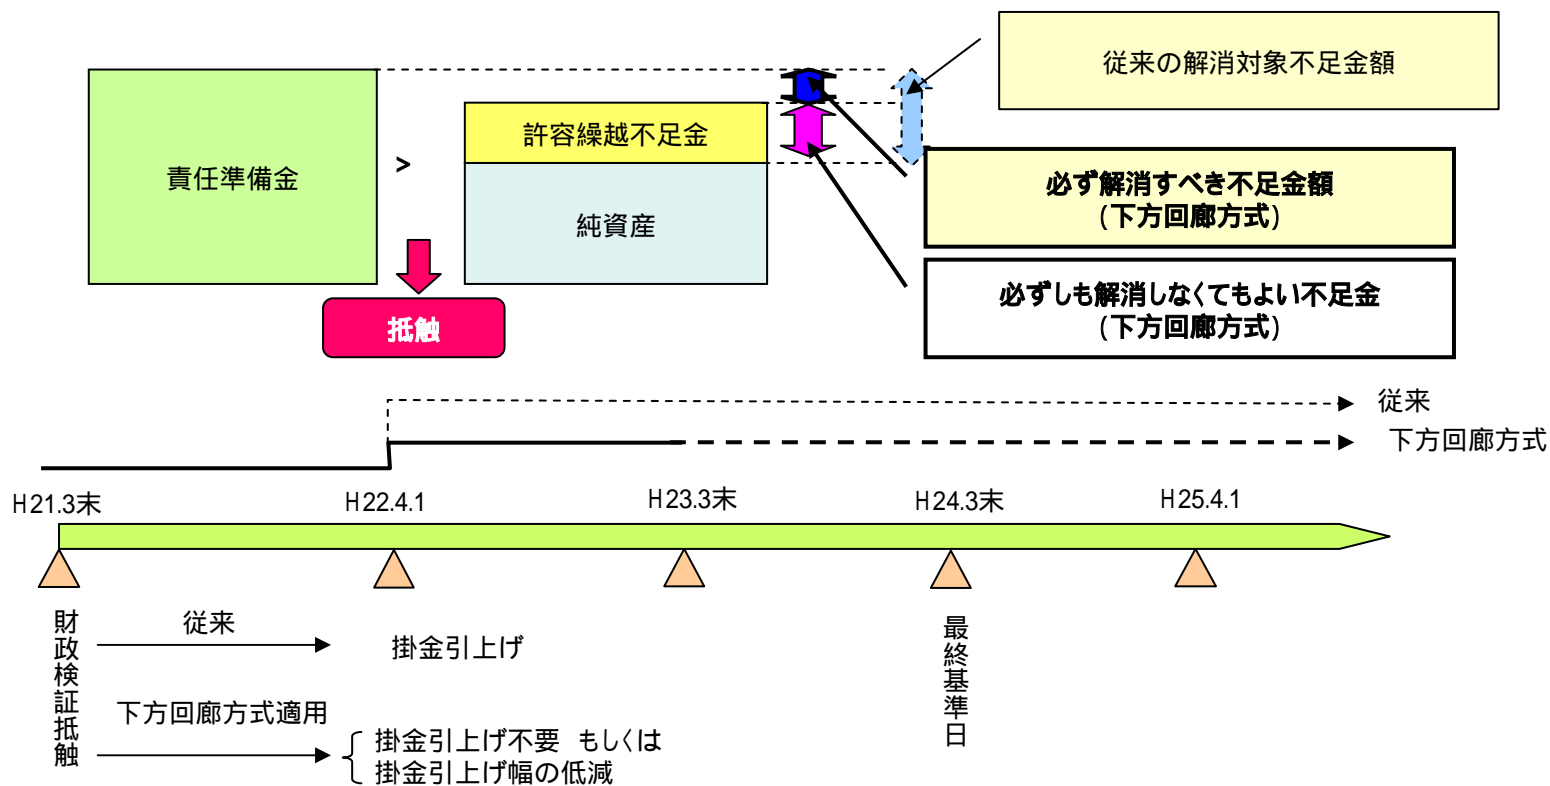 従来の解消対象不足金額
責任準備金
>
許容繰越不足金
純資産
必ず解消すべき不足金額
(下方回廊方式)
必ずしも解消しなくてもよい不足金
(下方回廊方式)
抵触
従来
下方回廊方式
H21.3末
H22.4.1
H23.3末
H24.3末
H25.4.1
財政検証抵触
従来
掛金引上げ
下方回廊方式適用
掛金引上げ不要 もしくは
掛金引上げ幅の低減
最終基準日